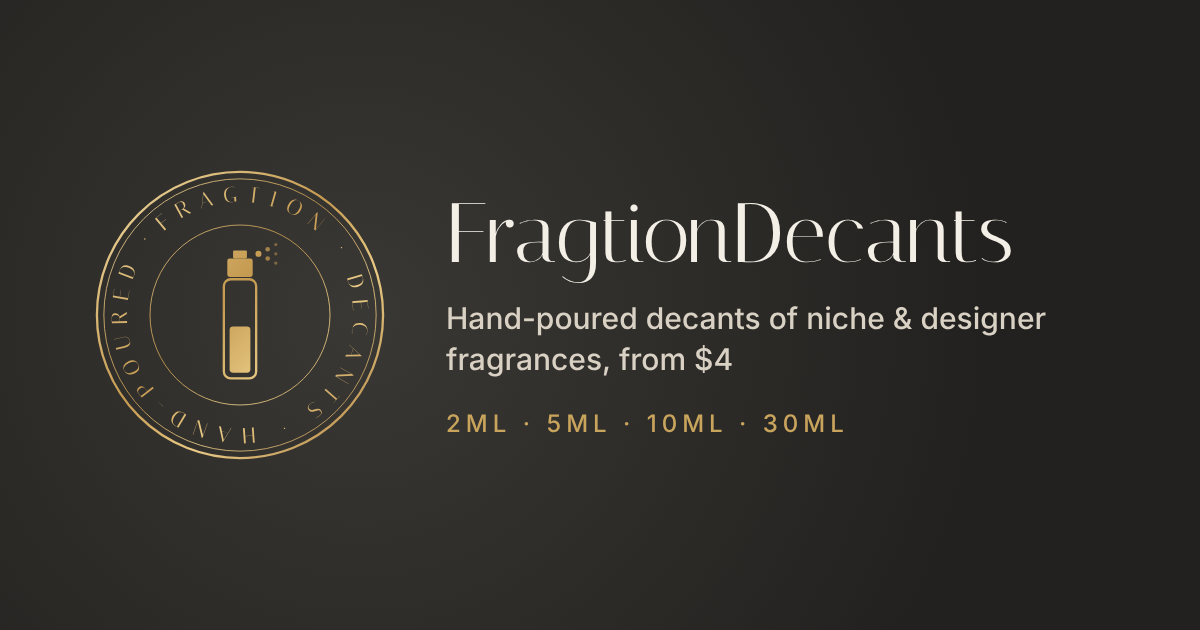 · FRAGTION · DECANTS · HAND-POURED
FragtionDecants
Hand-poured decants of niche & designer
fragrances, from $4
2ML · 5ML · 10ML · 30ML